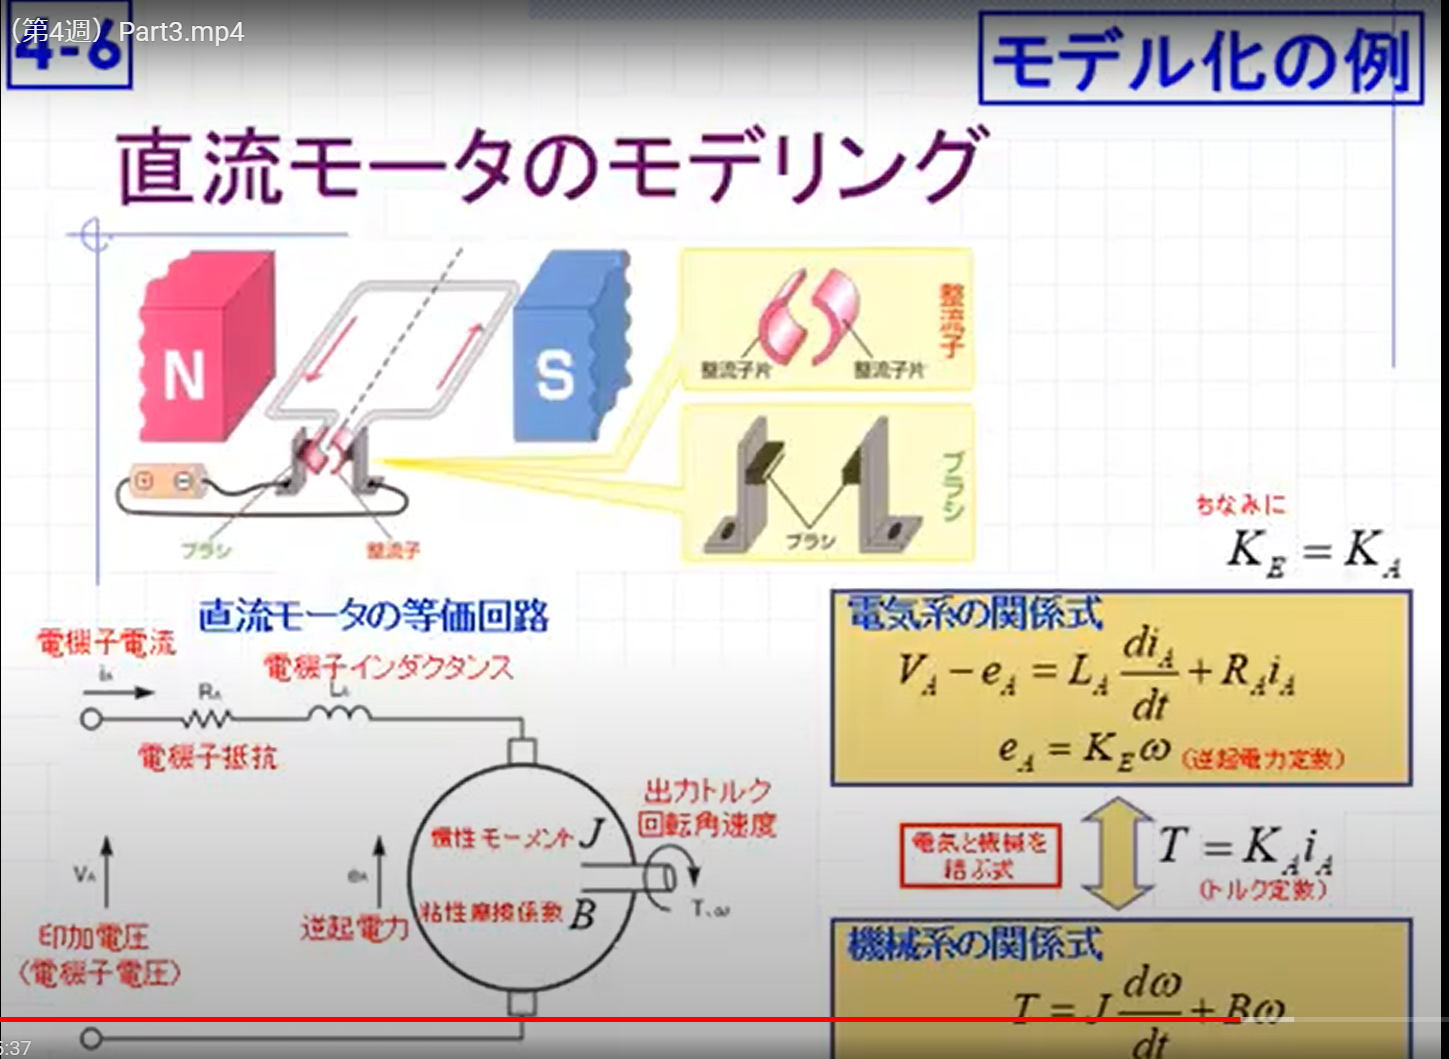 (第4週) Part3.mp4
4-6
モデル化の例
直流モータのモデリング
N
S
整流子
整流子片
整流子片
ブラシ
ブラシ
ブラシ
整流子
ちなみに
K_E = K_A
直流モータの等価回路
電機子電流
i_A
電機子インダクタンス
R_A
L_A
電機子抵抗
出力トルク
回転角速度
慣性モーメント J
V_A
e_A
T、ω
粘性摩擦係数 B
印加電圧
(電機子電圧)
逆起電力
電気系の関係式
V_A - e_A = L_A di_A/dt + R_A i_A
e_A = K_E ω (逆起電力定数)
電気と機械を
結ぶ式
T = K_A i_A
(トルク定数)
機械系の関係式
T = J dω/dt + Bω
5:37